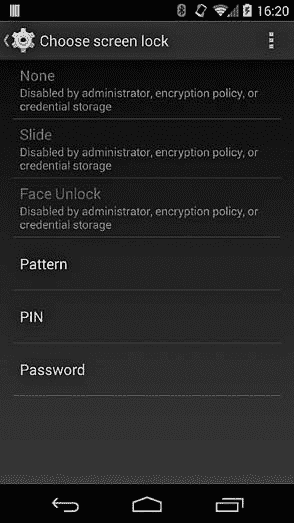 16:20
Choose screen lock
None
Disabled by administrator, encryption policy, or
credential storage
Slide
Disabled by administrator, encryption policy, or
credential storage
Face Unlock
Disabled by administrator, encryption policy, or
credential storage
Pattern
PIN
Password